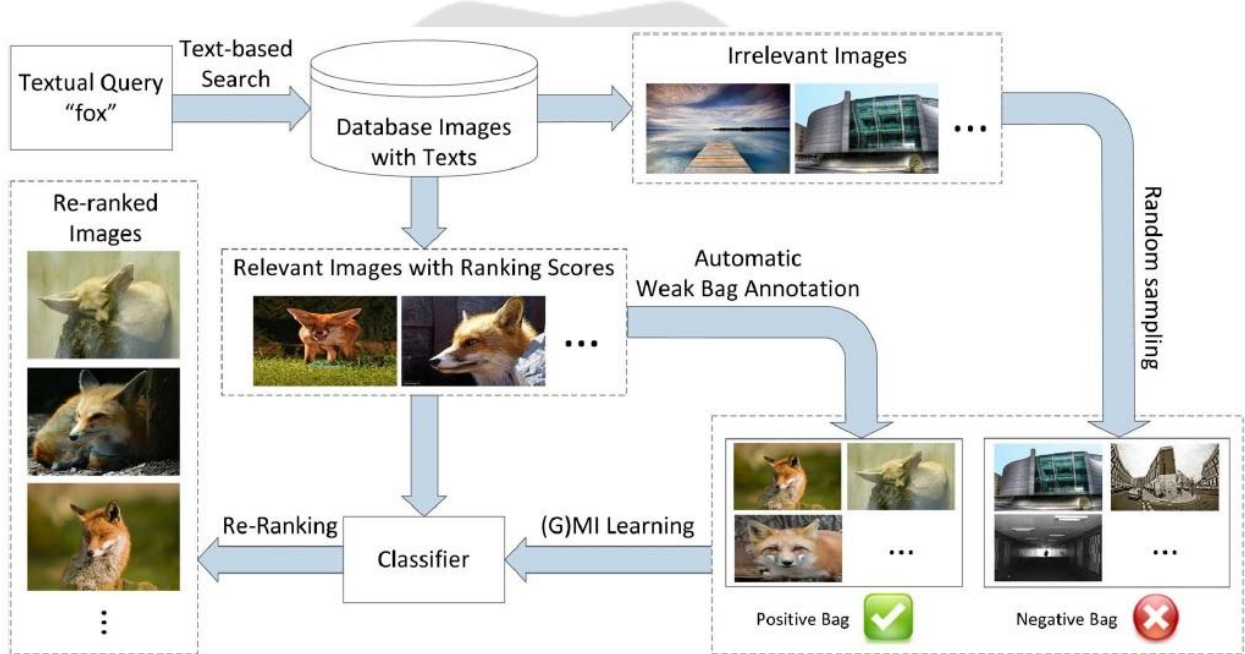 Textual Query
“fox”
Text-based
Search
Database Images
with Texts
Irrelevant Images
...
Re-ranked
Images
Relevant Images with Ranking Scores
...
Automatic
Weak Bag Annotation
Random sampling
Re-Ranking
Classifier
(G)MI Learning
...
...
Positive Bag
Negative Bag
...